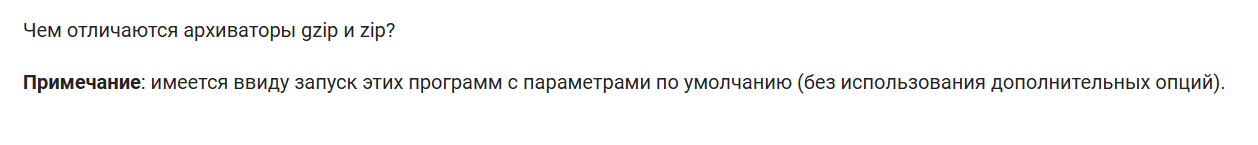 Чем отличаются архиваторы gzip и zip?
Примечание: имеется ввиду запуск этих программ с параметрами по умолчанию (без использования дополнительных опций).